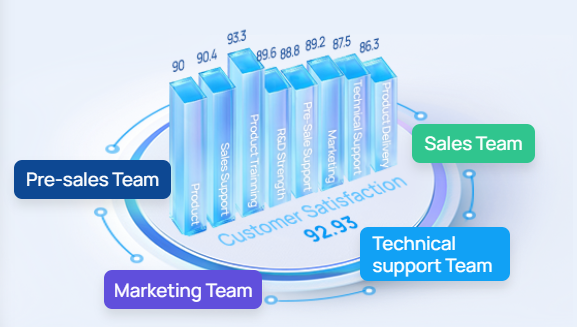 90
90.4
93.3
89.6
88.8
89.2
87.5
86.3
Product
Sales Support
Product Tranning
R&D Strength
Pre-Sale Support
Marketing
Technical Support
Product Delivery
Customer Satisfaction
92.93
Sales Team
Pre-sales Team
Technical
support Team
Marketing Team